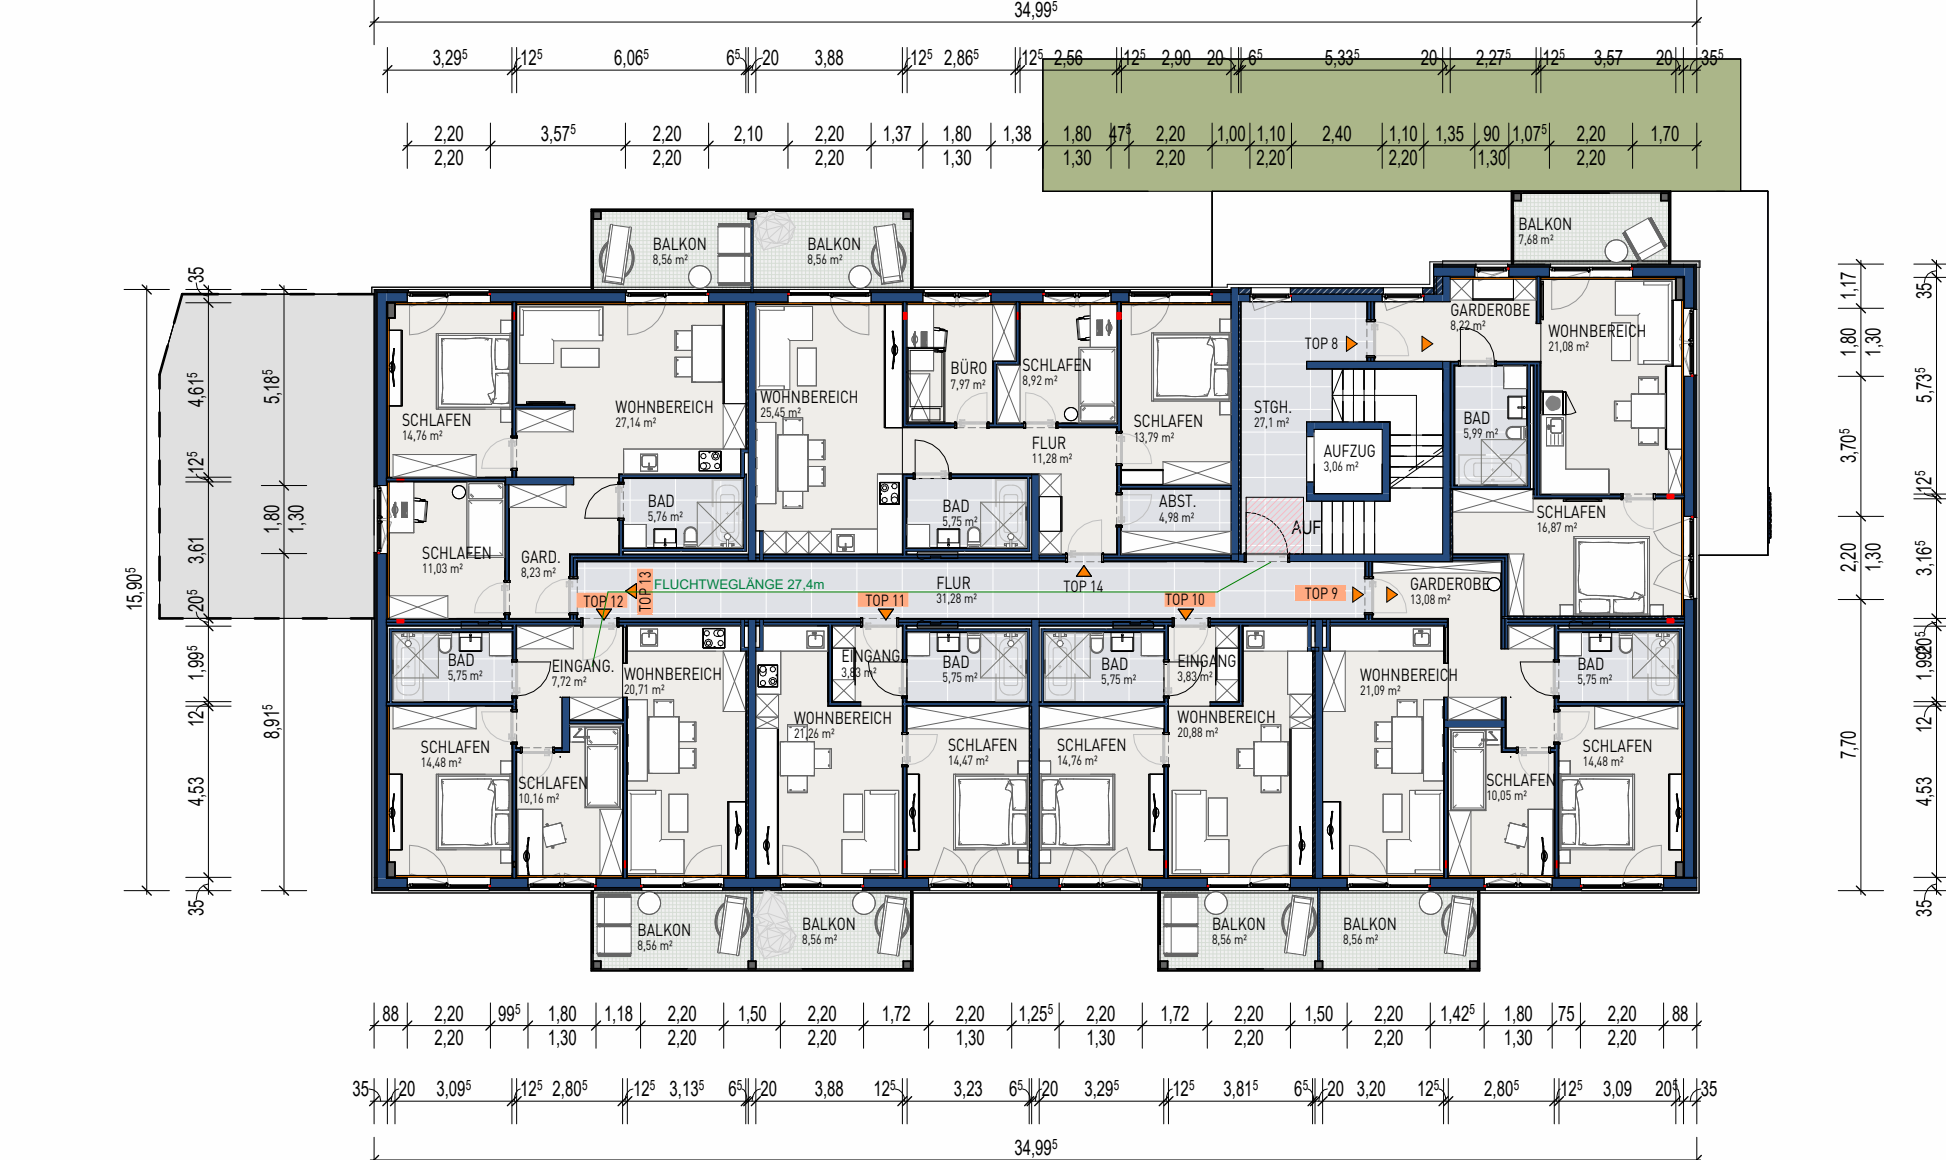 34,99⁵
3,29⁵ 12⁵ 6,06⁵ 6⁵ 20 3,88 12⁵ 2,86⁵ 12⁵ 2,56 12⁵ 2,90 20 6⁵ 5,33⁵ 20 2,27⁵ 12⁵ 3,57 20 35⁵
2,20 3,57⁵ 2,20 2,10 2,20 1,37 1,80 1,38 1,80 47⁵ 2,20 1,00 1,10 2,40 1,10 1,35 90 1,07⁵ 2,20 1,70
2,20 2,20 2,20 1,30 1,30 2,20 2,20 2,20 1,30 2,20
BALKON
8,56 m²
BALKON
8,56 m²
BALKON
7,68 m²
SCHLAFEN
14,76 m²
WOHNBEREICH
27,14 m²
WOHNBEREICH
25,45 m²
BÜRO
7,97 m²
SCHLAFEN
8,92 m²
SCHLAFEN
13,79 m²
FLUR
11,28 m²
STGH.
27,1 m²
TOP 8
GARDEROBE
8,22 m²
WOHNBEREICH
21,08 m²
AUFZUG
3,06 m²
BAD
5,99 m²
BAD
5,76 m²
BAD
5,75 m²
ABST.
4,98 m²
AUF
SCHLAFEN
16,87 m²
SCHLAFEN
11,03 m²
GARD.
8,23 m²
TOP 12
TOP 13
FLUCHTWEGLÄNGE 27,4m
TOP 11
FLUR
31,28 m²
TOP 14
TOP 10
TOP 9
GARDEROBE
13,08 m²
BAD
5,75 m²
EINGANG.
7,72 m²
WOHNBEREICH
20,71 m²
EINGANG
3,83 m²
BAD
5,75 m²
BAD
5,75 m²
EINGANG
3,83 m²
WOHNBEREICH
21,09 m²
BAD
5,75 m²
SCHLAFEN
14,48 m²
SCHLAFEN
10,16 m²
WOHNBEREICH
21,26 m²
SCHLAFEN
14,47 m²
SCHLAFEN
14,76 m²
WOHNBEREICH
20,88 m²
SCHLAFEN
10,05 m²
SCHLAFEN
14,48 m²
BALKON
8,56 m²
BALKON
8,56 m²
BALKON
8,56 m²
BALKON
8,56 m²
15,90⁵
35
4,61⁵
12⁵
3,61
20⁵
1,99⁵
12
4,53
35
5,18⁵
1,80
1,30
8,91⁵
1,17
1,80
1,30
3,70⁵
2,20
1,30
7,70
35
5,73⁵
12⁵
3,16⁵
20⁵
1,99⁵
12
4,53
35
88 2,20 99⁵ 1,80 1,18 2,20 1,50 2,20 1,72 2,20 1,25⁵ 2,20 1,72 2,20 1,50 2,20 1,42⁵ 1,80 75 2,20 88
2,20 1,30 2,20 2,20 1,30 1,30 2,20 2,20 1,30 2,20
35 20 3,09⁵ 12⁵ 2,80⁵ 12⁵ 3,13⁵ 6⁵ 20 3,88 12⁵ 3,23 6⁵ 20 3,29⁵ 12⁵ 3,81⁵ 6⁵ 20 3,20 12⁵ 2,80⁵ 12⁵ 3,09 20⁵ 35
34,99⁵